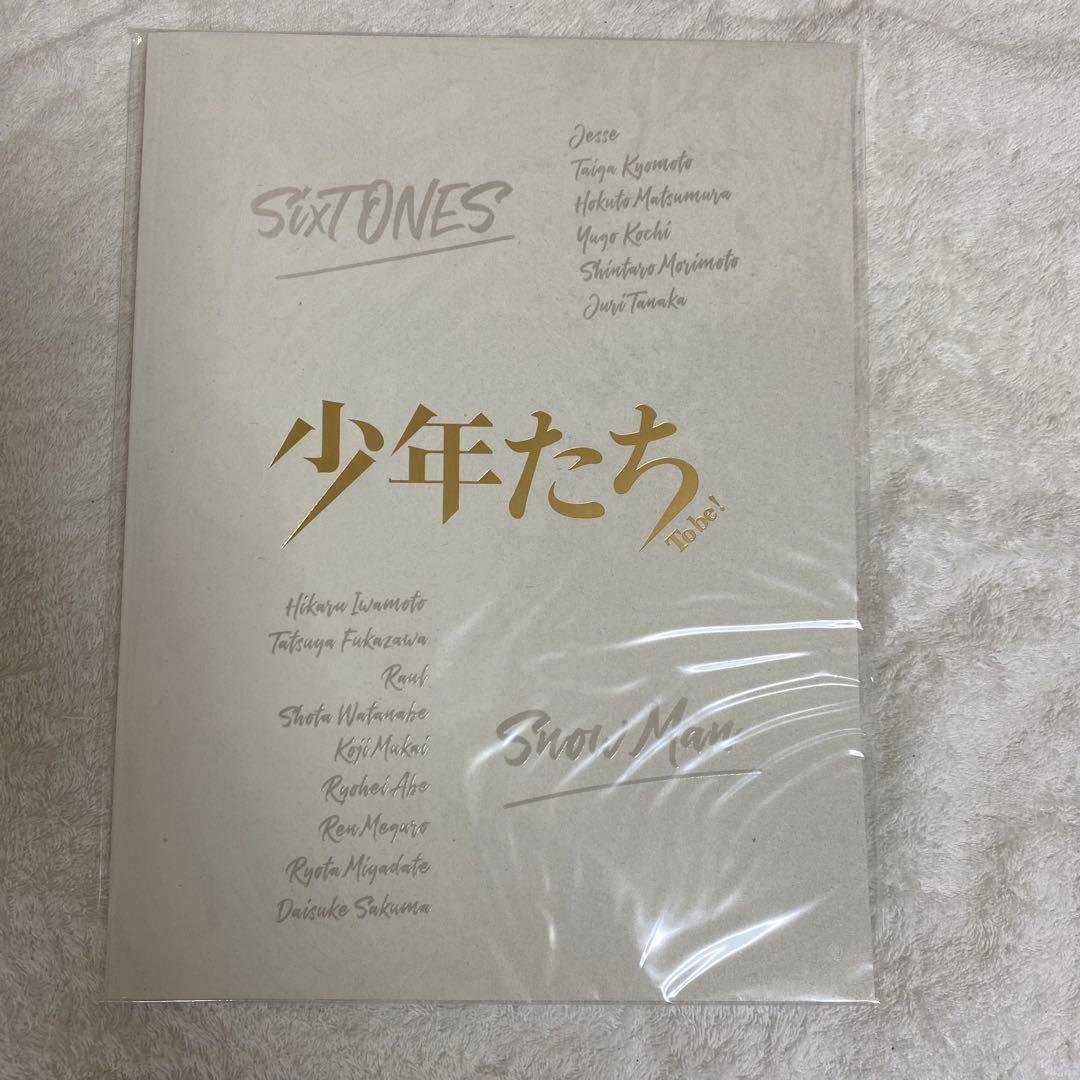 SixTONES
Jesse
Taiga Kyomoto
Hokuto Matsumura
Yugo Kochi
Shintaro Morimoto
Juri Tanaka
少年たち
To be!
Hikaru Iwamoto
Tatsuya Fukazawa
Raul
Shota Watanabe
Koji Mukai
Ryohei Abe
Ren Meguro
Ryota Miyadate
Daisuke Sakuma
Snow Man